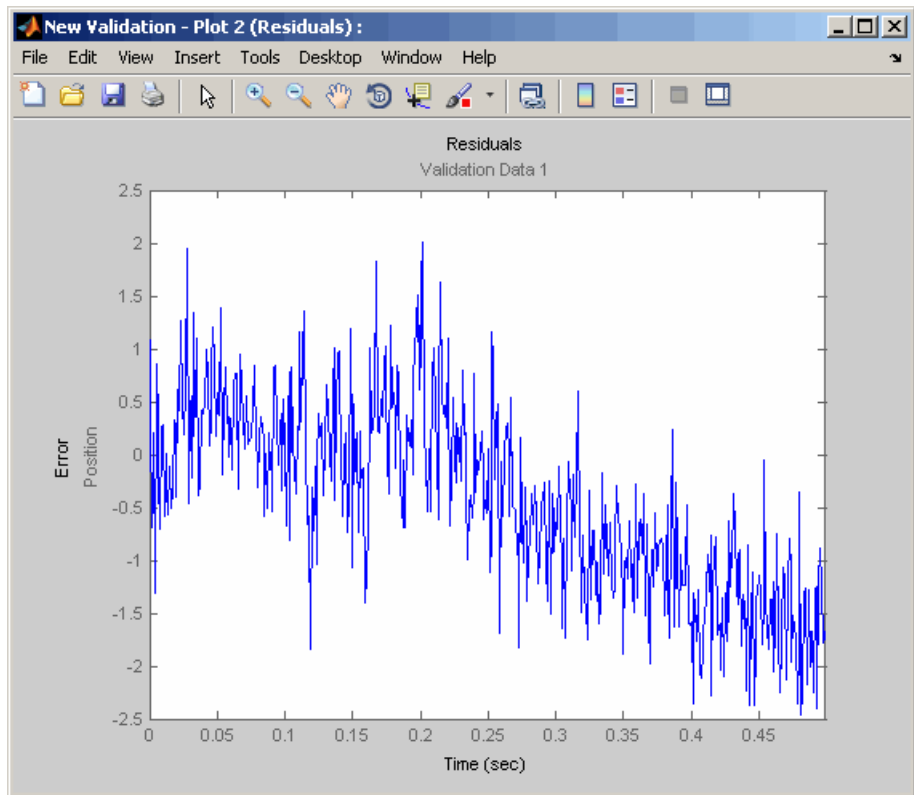 New Validation - Plot 2 (Residuals) :
File Edit View Insert Tools Desktop Window Help
Residuals
Validation Data 1
2.5
2
1.5
1
0.5
0
-0.5
-1
-1.5
-2
-2.5
Error
Position
0 0.05 0.1 0.15 0.2 0.25 0.3 0.35 0.4 0.45
Time (sec)